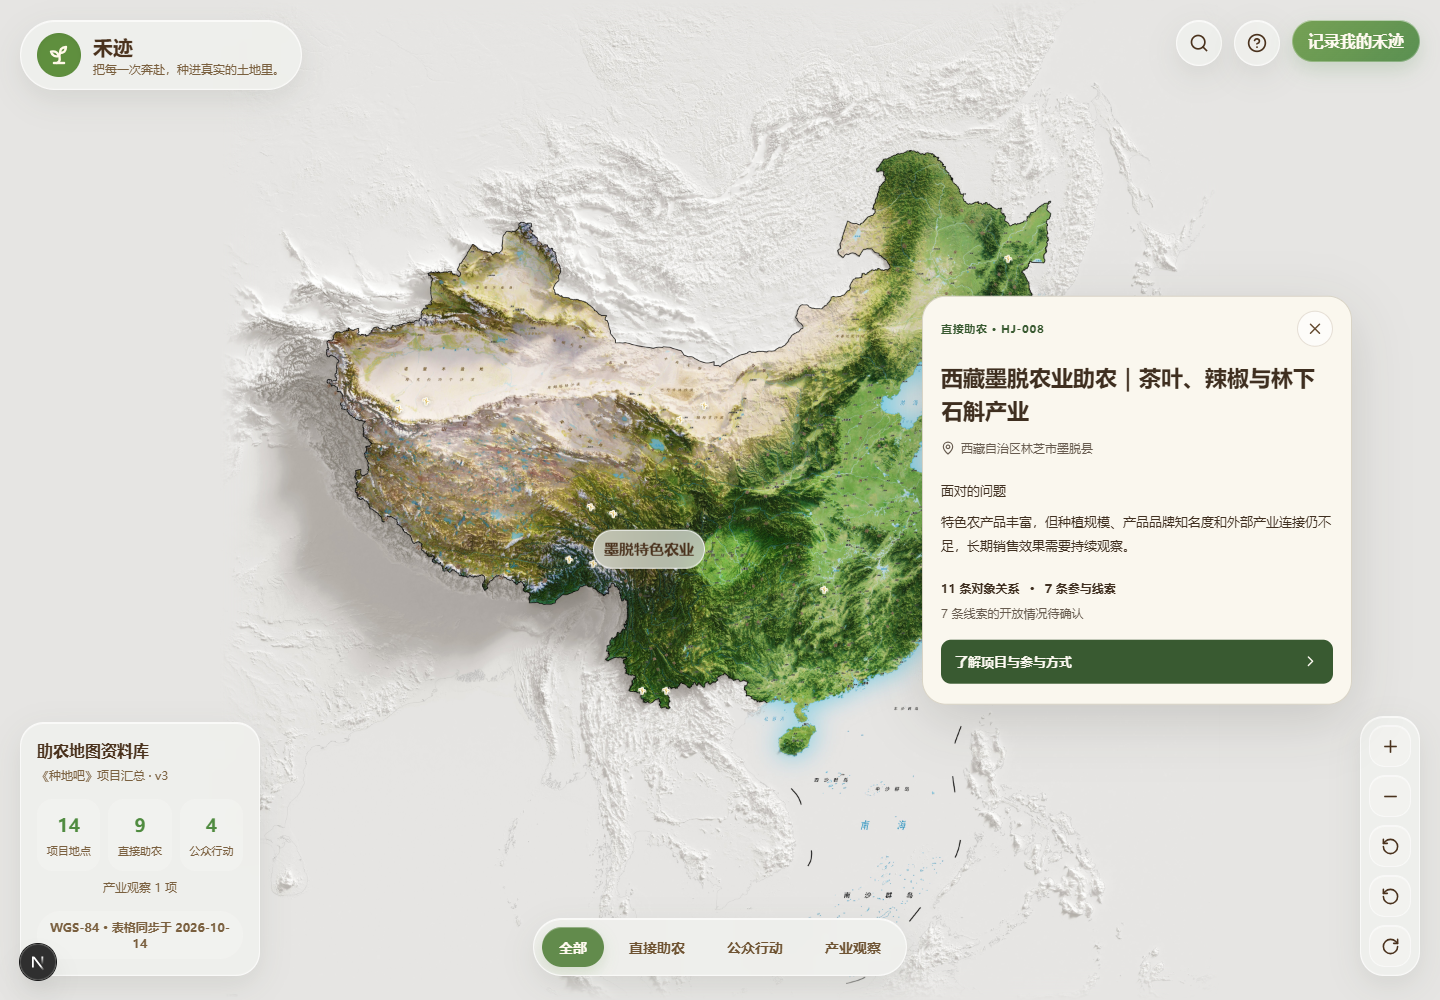 禾迹
把每一次奔赴，种进真实的土地里。
记录我的禾迹
直接助农 • HJ-008
西藏墨脱农业助农｜茶叶、辣椒与林下
石斛产业
西藏自治区林芝市墨脱县
面对的问题
特色农产品丰富，但种植规模、产品品牌知名度和外部产业连接仍不
足，长期销售效果需要持续观察。
11 条对象关系 • 7 条参与线索
7 条线索的开放情况待确认
了解项目与参与方式
墨脱特色农业
南 海
南 沙 群 岛
助农地图资料库
《种地吧》项目汇总 · v3
14 9 4
项目地点 直接助农 公众行动
产业观察 1 项
WGS-84 • 表格同步于 2026-10-
14
N
全部 直接助农 公众行动 产业观察